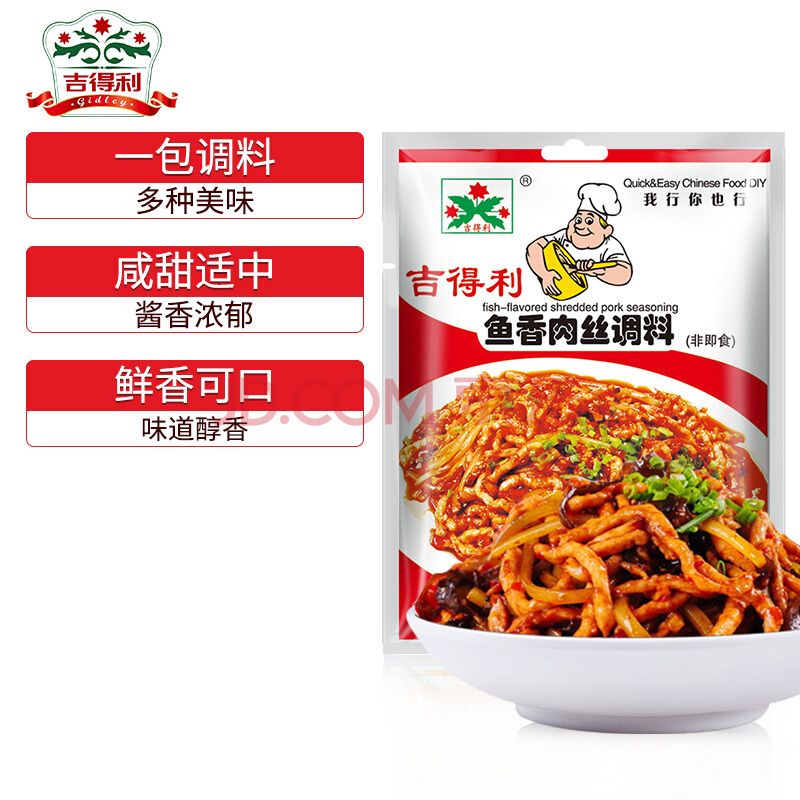 吉得利
Gidley
一包调料
多种美味
咸甜适中
酱香浓郁
鲜香可口
味道醇香
吉得利
®
Quick&Easy Chinese Food DIY
我行你也行
吉得利
fish-flavored shredded pork seasoning
鱼香肉丝调料
(非即食)
JD.COM